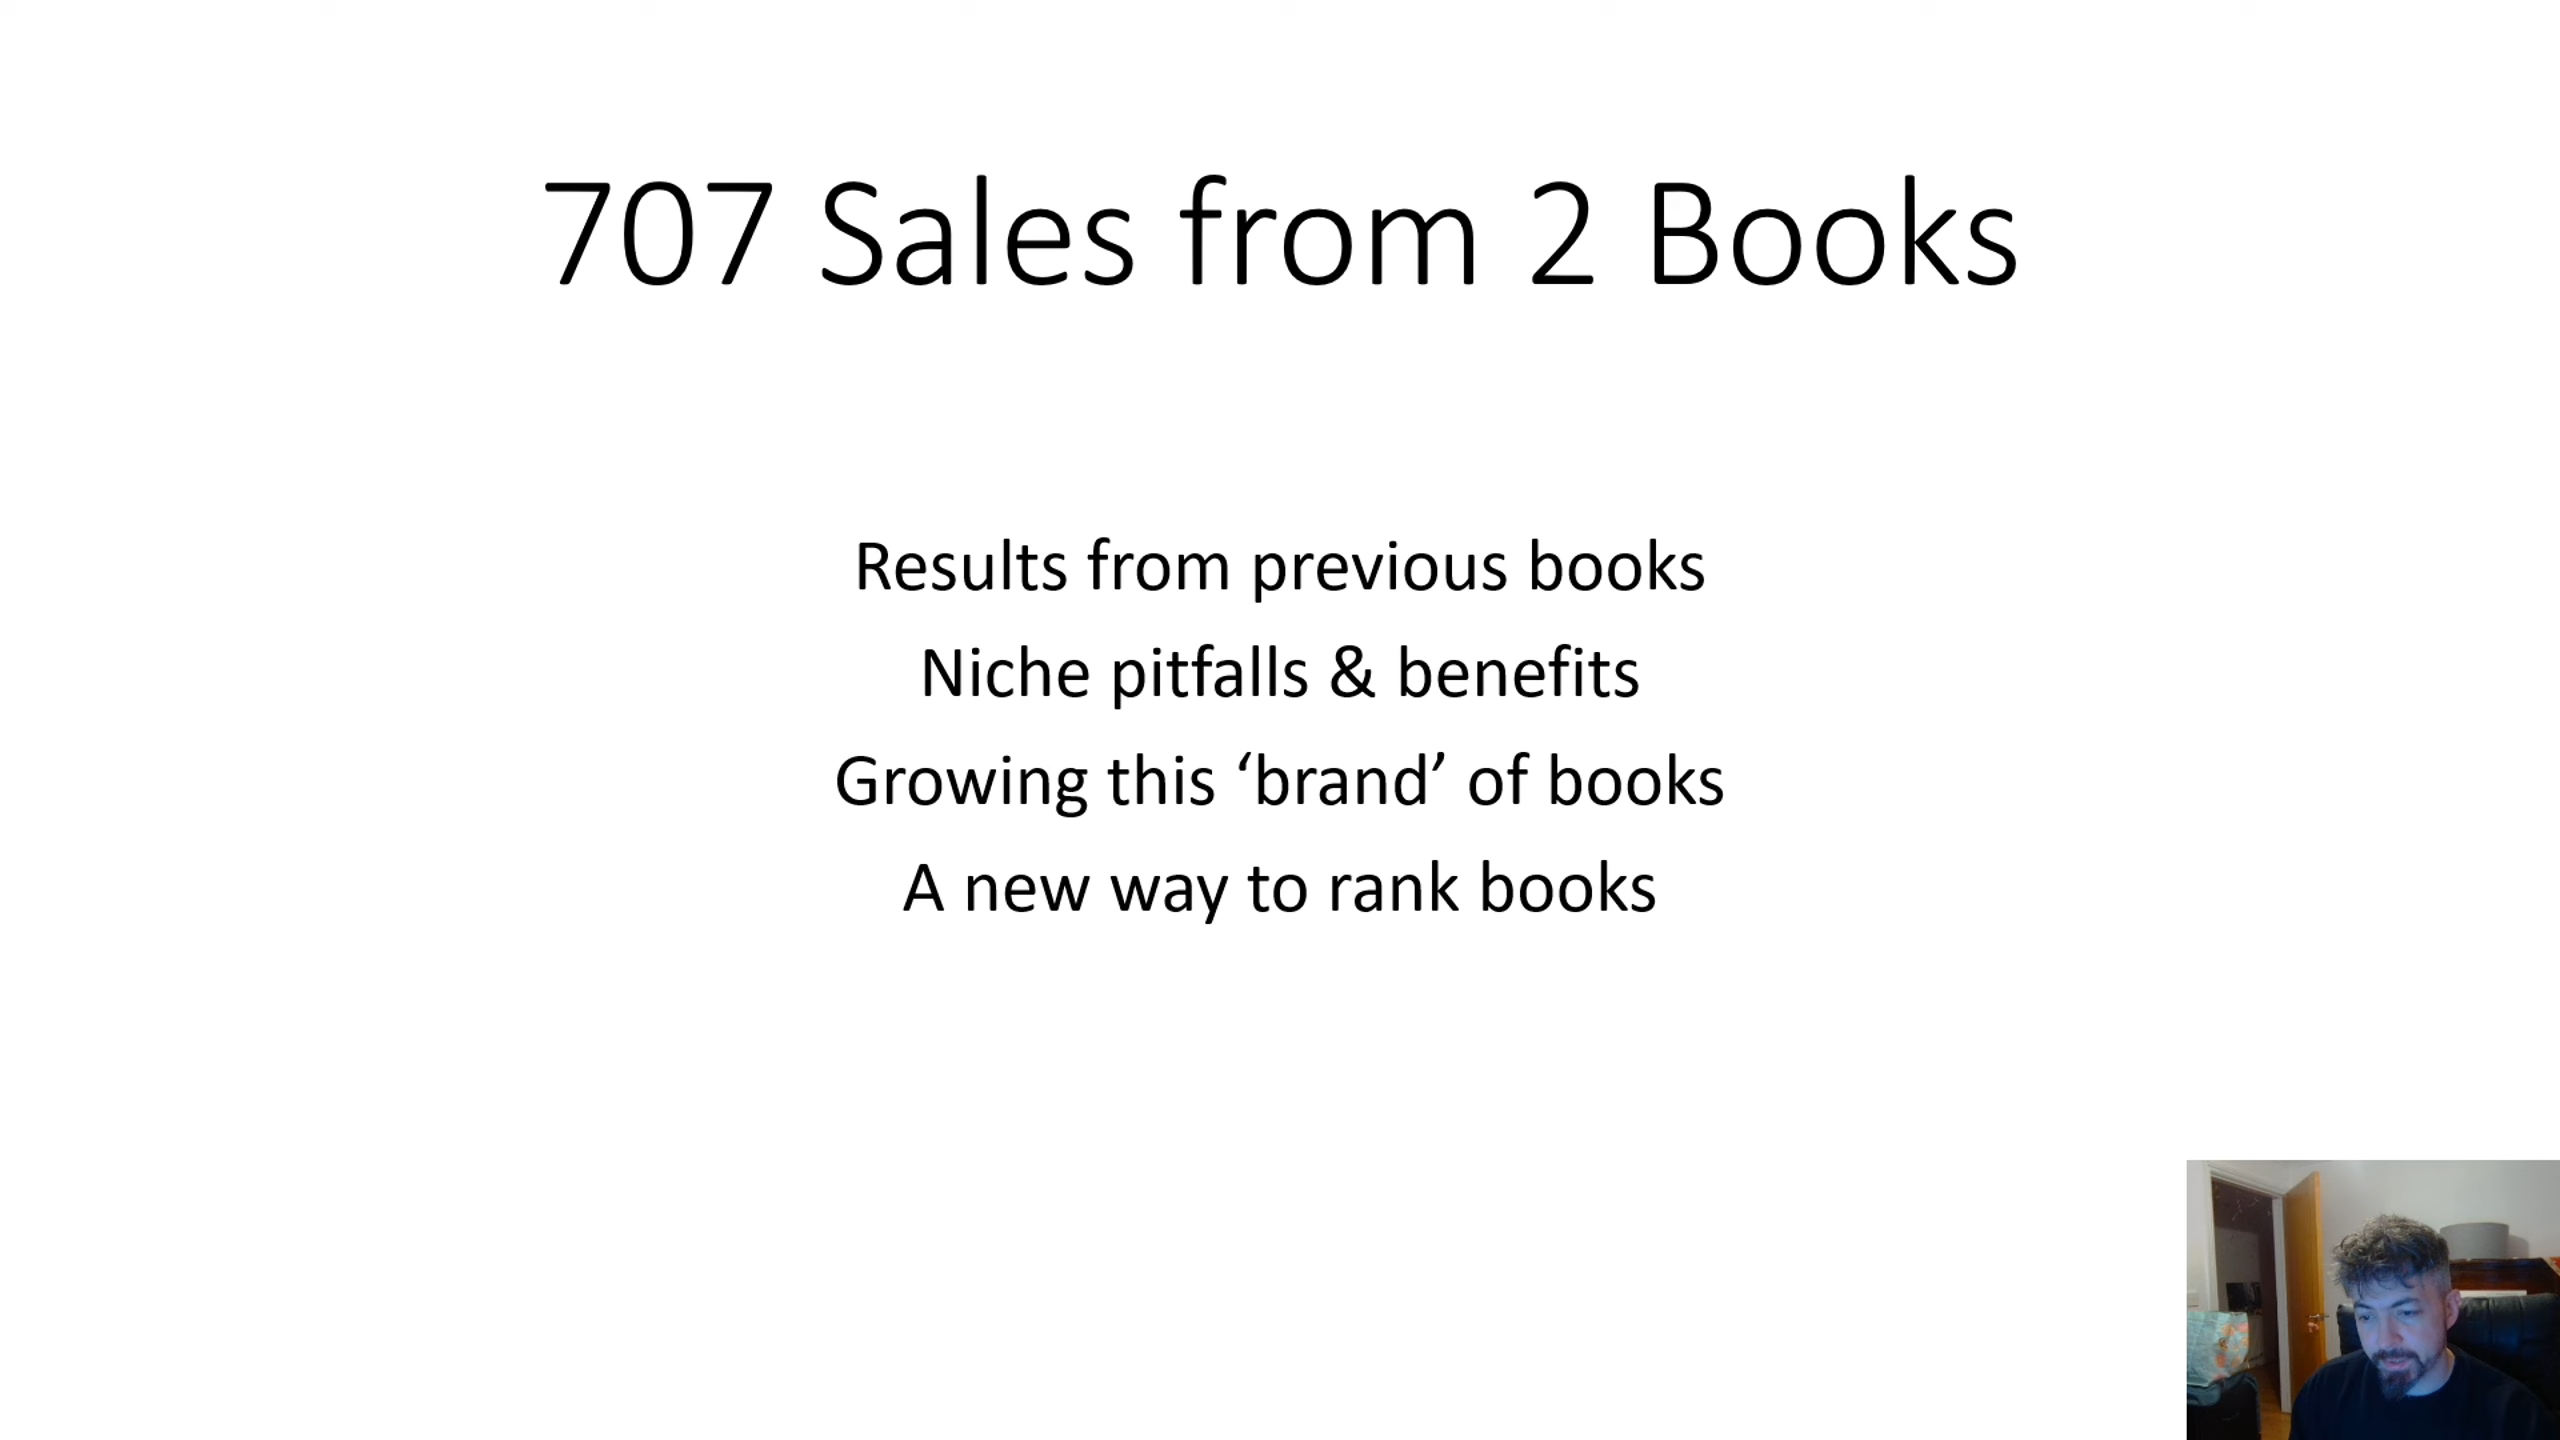 707 Sales from 2 Books
Results from previous books
Niche pitfalls & benefits
Growing this ‘brand’ of books
A new way to rank books